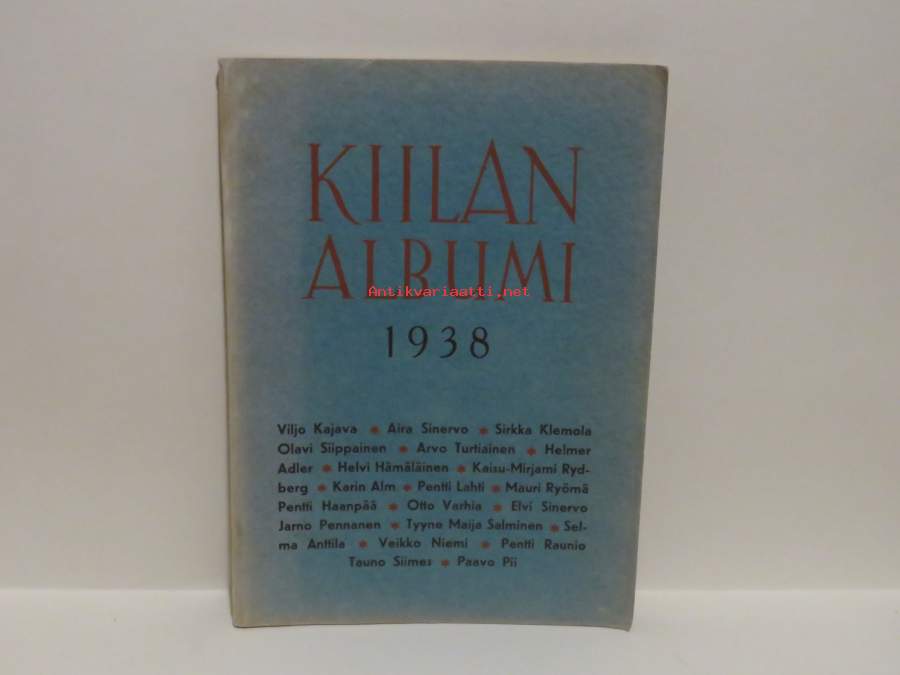 KIILAN
ALBUMI
Antikvariaatti.net
1938
Viljo Kajava * Aira Sinervo * Sirkka Klemola
Olavi Siippainen * Arvo Turtiainen * Helmer
Adler * Helvi Hämäläinen * Kaisu-Mirjami Ryd-
berg * Karin Alm * Pentti Lahti * Mauri Ryömä
Pentti Haanpää * Otto Varhia * Elvi Sinervo
Jarno Pennanen * Tyyne Maija Salminen * Sel-
ma Anttila * Veikko Niemi * Pentti Raunio
Tauno Siimes * Paavo Pii